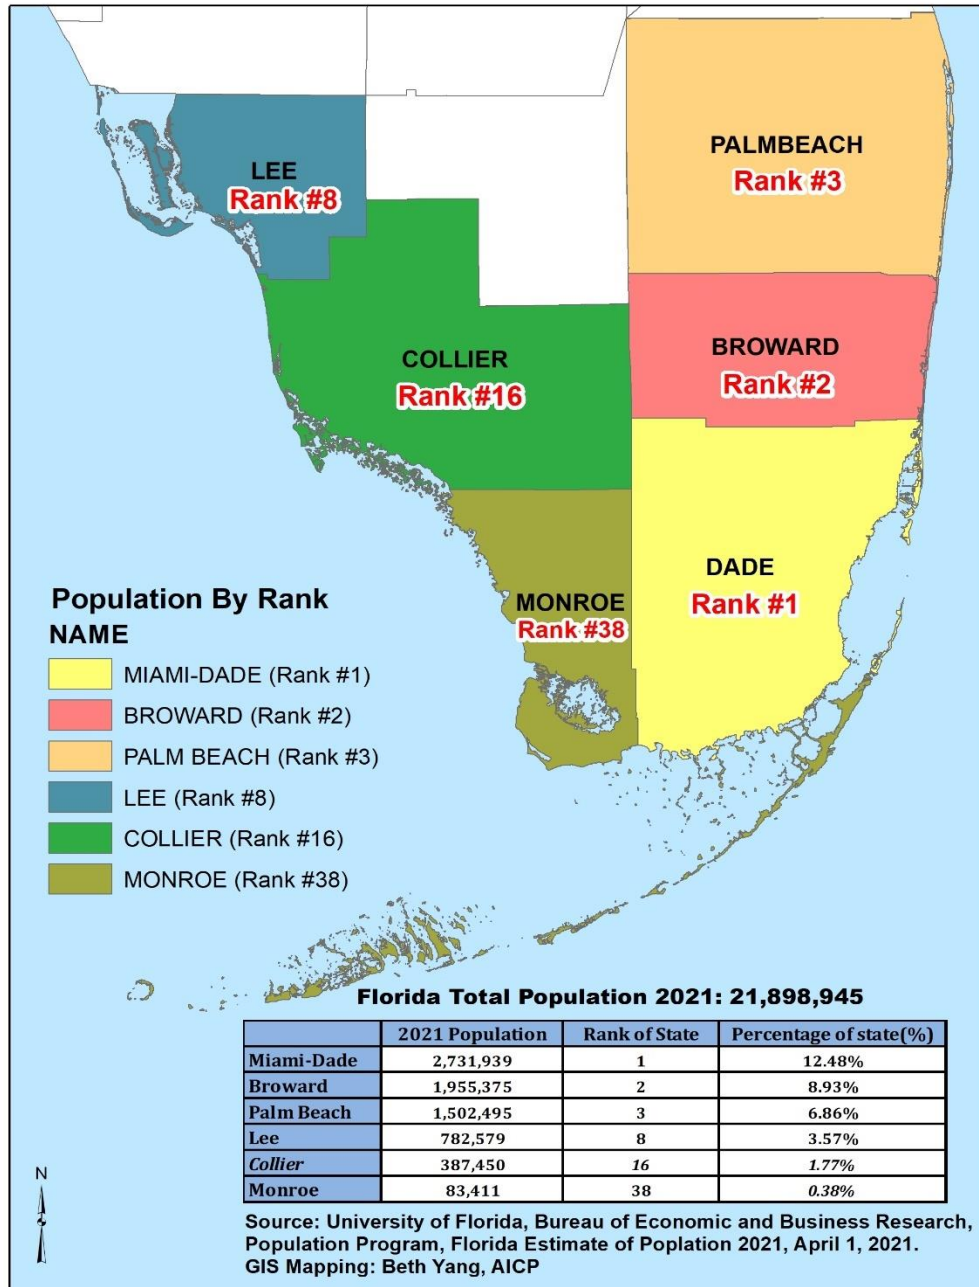 PALMBEACH
Rank #3
LEE
Rank #8
BROWARD
Rank #2
COLLIER
Rank #16
DADE
Rank #1
MONROE
Rank #38
Population By Rank
NAME
MIAMI-DADE (Rank #1)
BROWARD (Rank #2)
PALM BEACH (Rank #3)
LEE (Rank #8)
COLLIER (Rank #16)
MONROE (Rank #38)
Florida Total Population 2021: 21,898,945
2021 Population Rank of State Percentage of state(%)
Miami-Dade 2,731,939 1 12.48%
Broward 1,955,375 2 8.93%
Palm Beach 1,502,495 3 6.86%
Lee 782,579 8 3.57%
Collier 387,450 16 1.77%
Monroe 83,411 38 0.38%
N
Source: University of Florida, Bureau of Economic and Business Research,
Population Program, Florida Estimate of Poplation 2021, April 1, 2021.
GIS Mapping: Beth Yang, AICP